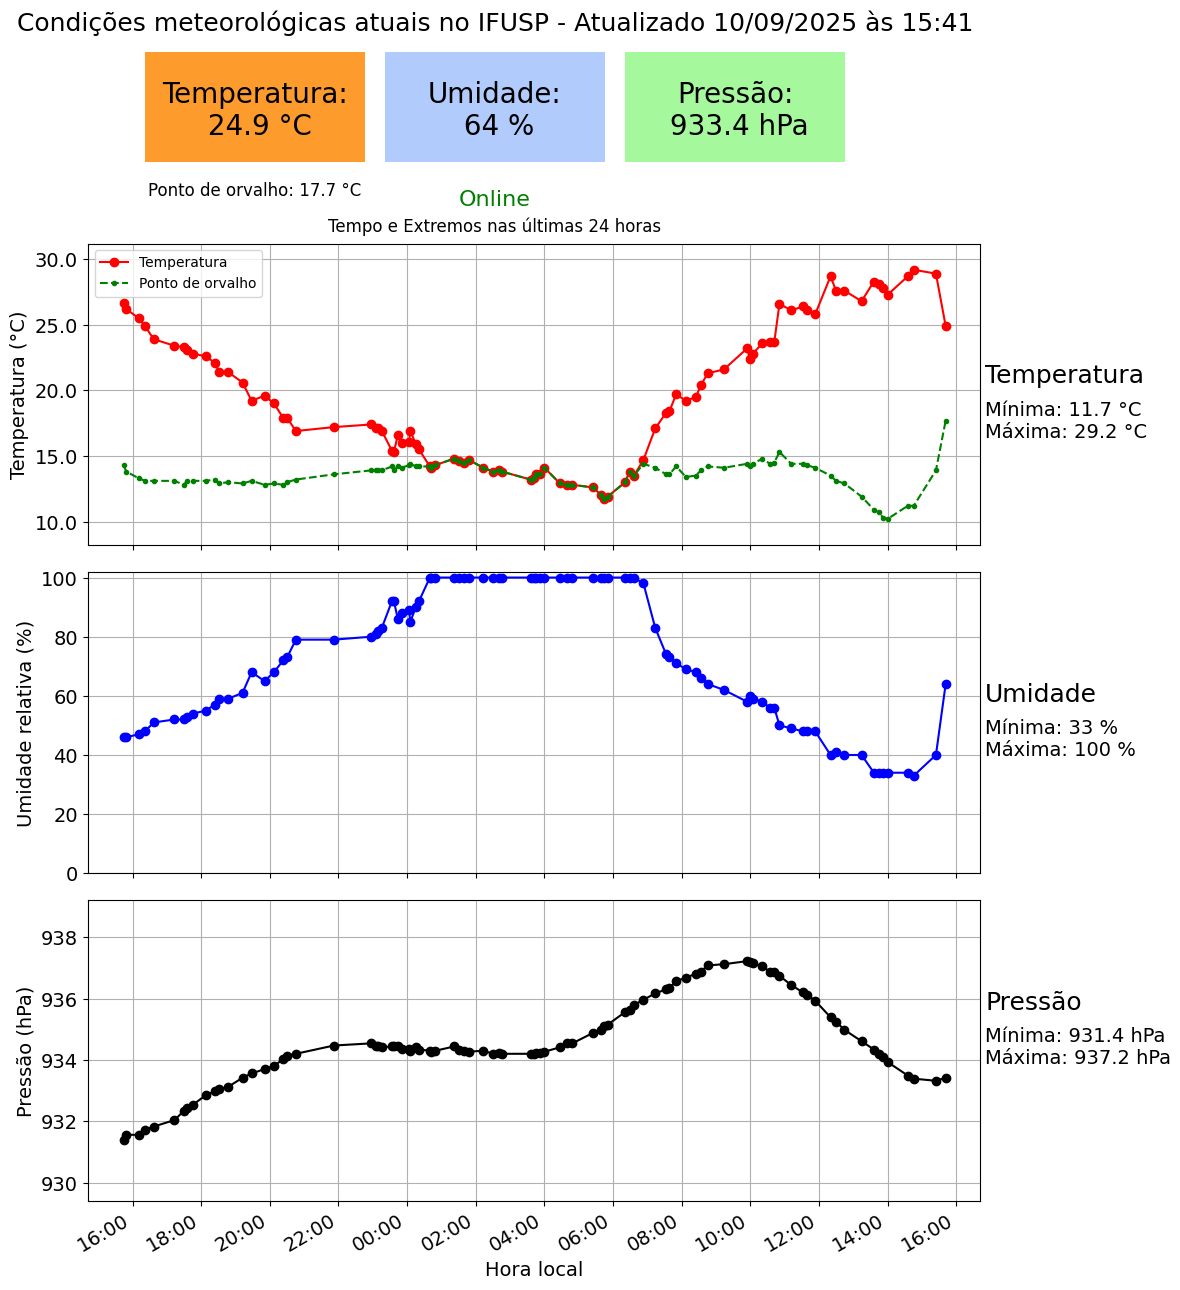 Condições meteorológicas atuais no IFUSP - Atualizado 10/09/2025 às 15:41
Temperatura:
24.9 °C
Umidade:
64 %
Pressão:
933.4 hPa
Ponto de orvalho: 17.7 °C
Online
Tempo e Extremos nas últimas 24 horas
Temperatura
Ponto de orvalho
30.0
25.0
20.0
15.0
10.0
Temperatura (°C)
Temperatura
Mínima: 11.7 °C
Máxima: 29.2 °C
100
80
60
40
20
0
Umidade relativa (%)
Umidade
Mínima: 33 %
Máxima: 100 %
938
936
934
932
930
Pressão (hPa)
Pressão
Mínima: 931.4 hPa
Máxima: 937.2 hPa
16:00 18:00 20:00 22:00 00:00 02:00 04:00 06:00 08:00 10:00 12:00 14:00 16:00
Hora local